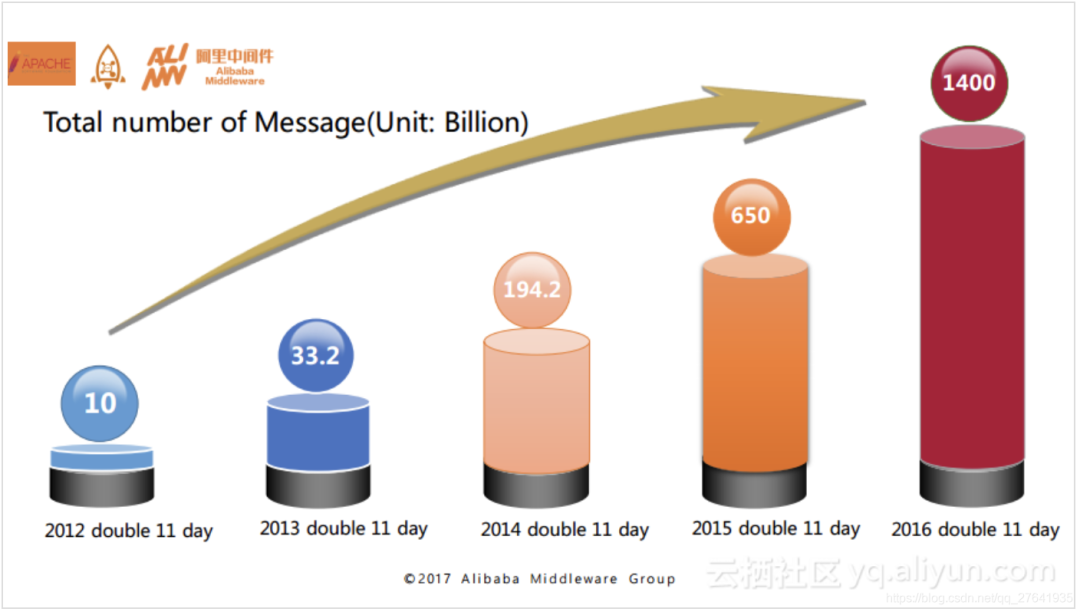 APACHE
阿里中间件
Alibaba
Middleware
Total number of Message(Unit: Billion)
1400
650
194.2
33.2
10
2012 double 11 day
2013 double 11 day
2014 double 11 day
2015 double 11 day
2016 double 11 day
©2017 Alibaba Middleware Group
云栖社区 yq.aliyun.com
https://blog.csdn.net/qq_27641935